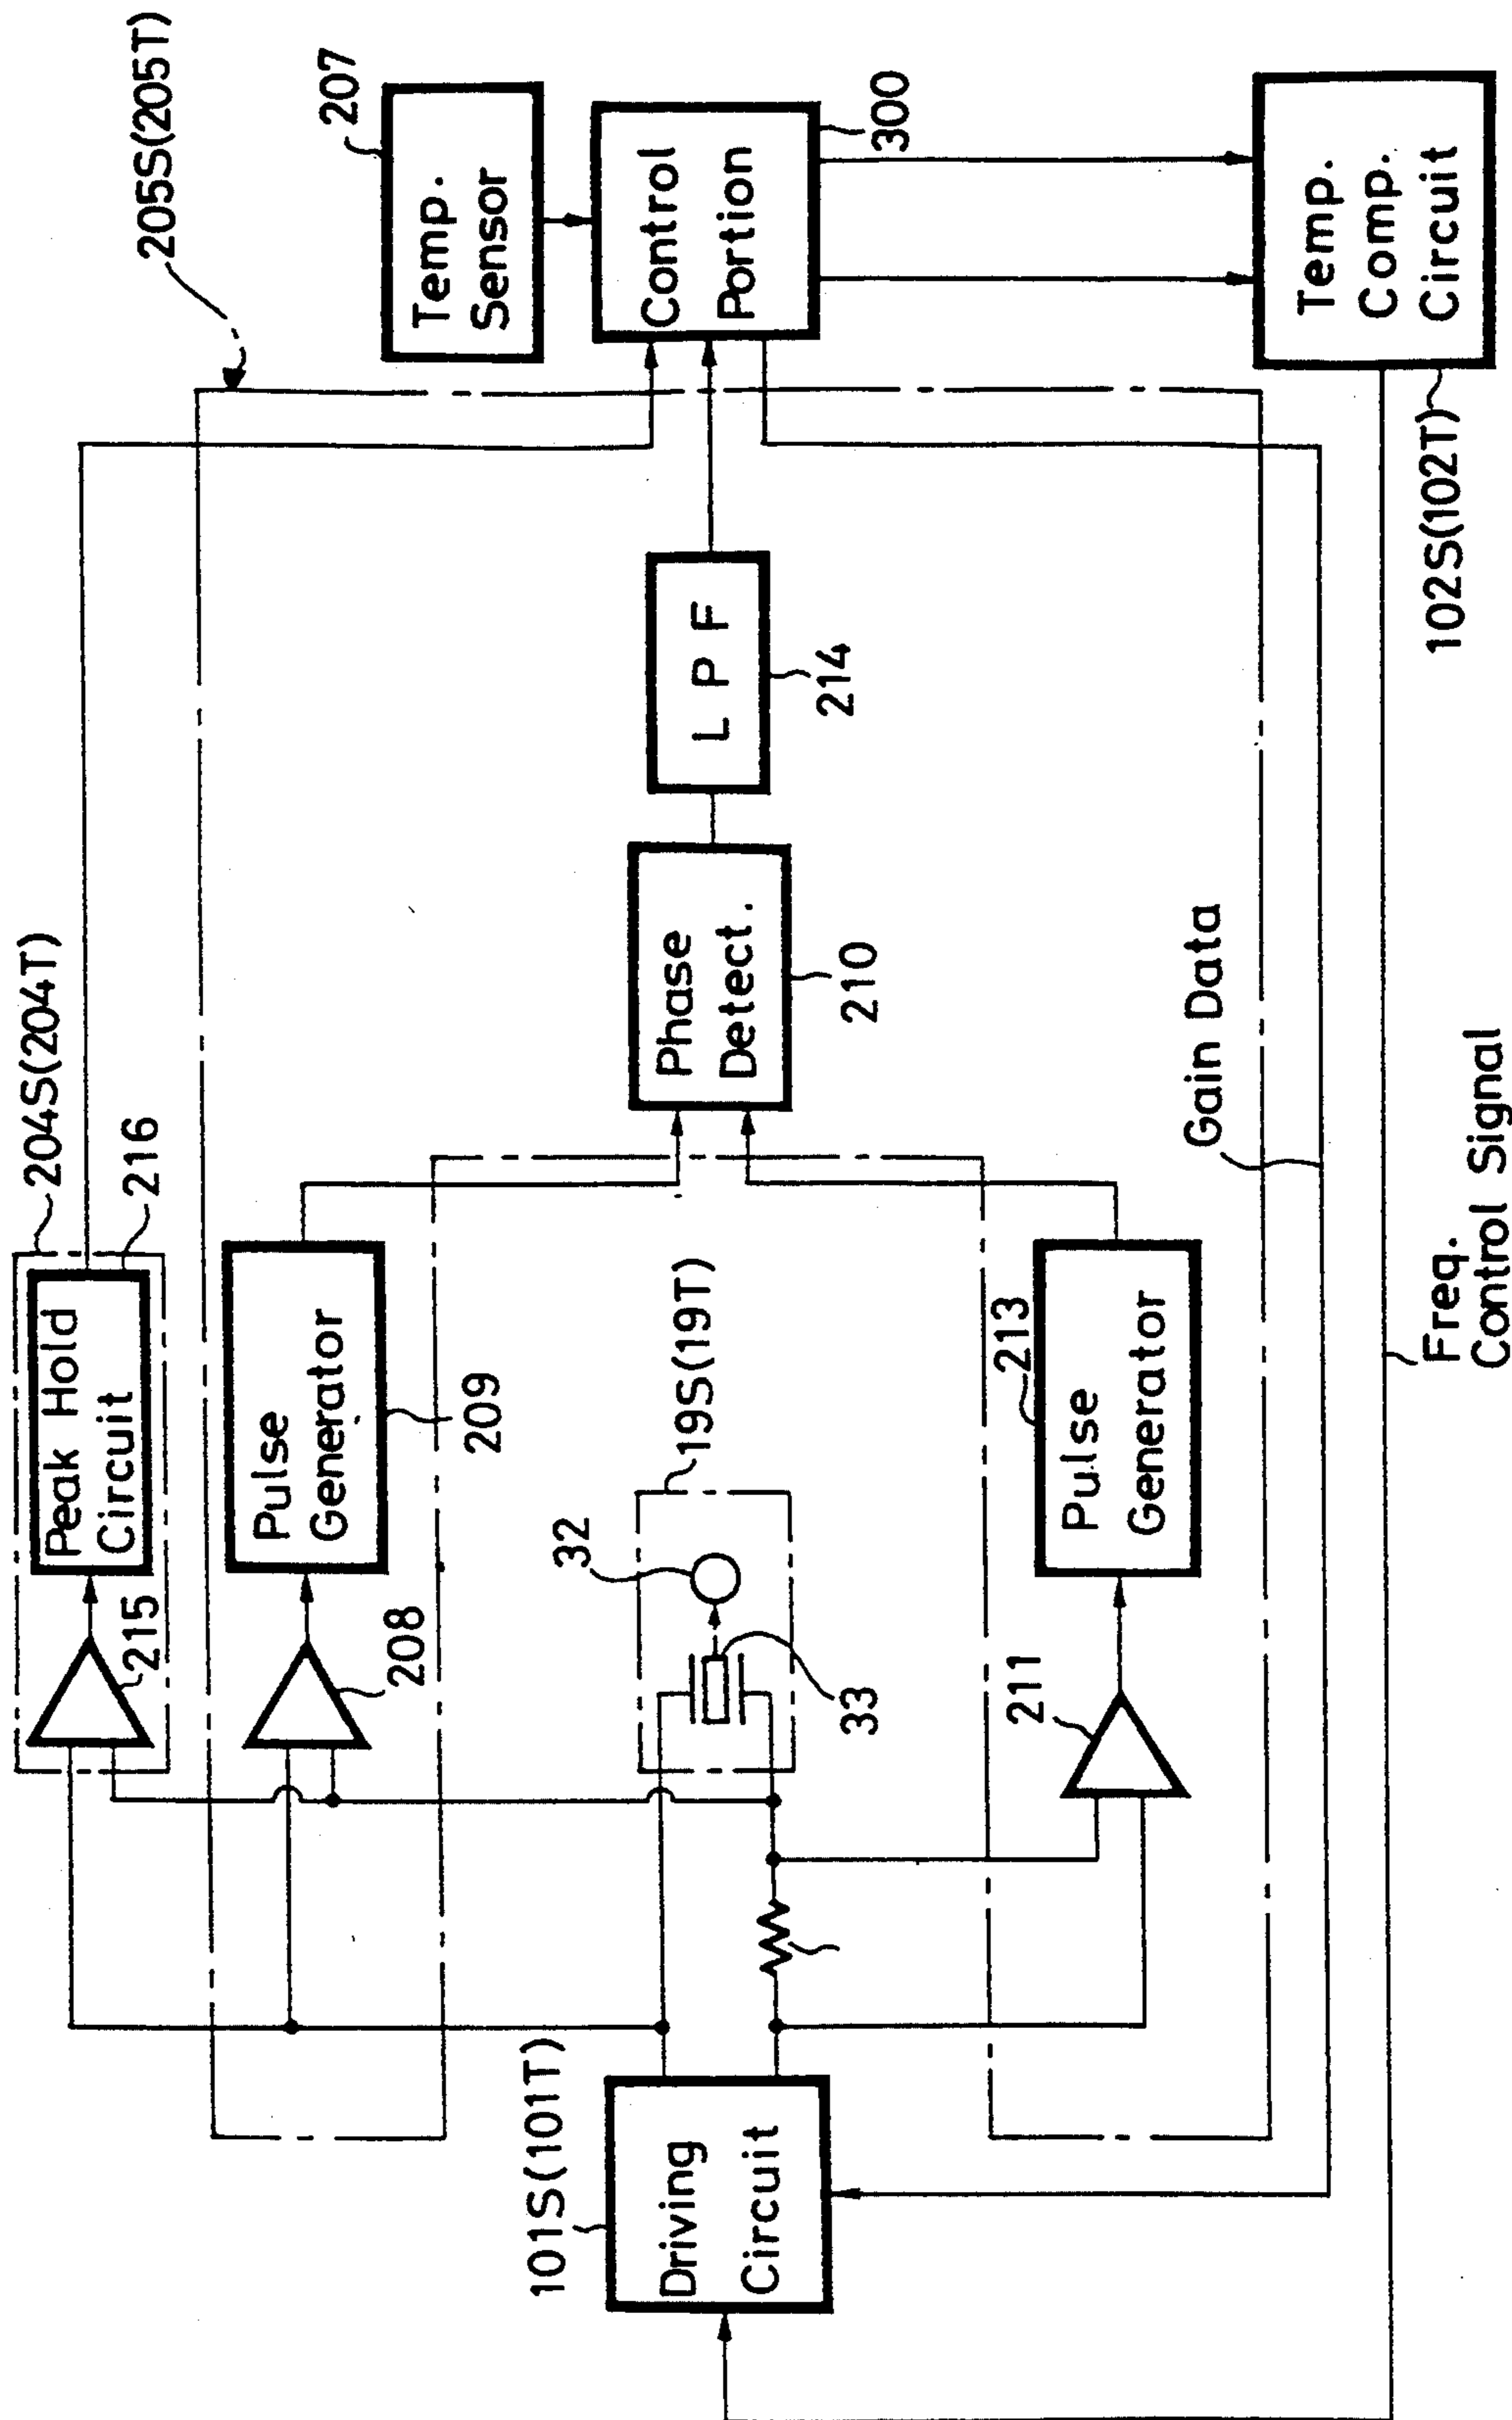 204S(204T)
205S(205T)
Peak Hold
Circuit
216
215
207
Temp.
Sensor
Pulse
Generator
209
208
Control
Portion
300
Phase
Detect.
210
L P F
214
19S(19T)
32
33
101S(101T)
Driving
Circuit
211
213
Pulse
Generator
Gain Data
Temp.
Comp.
Circuit
102S(102T)
Freq.
Control Signal